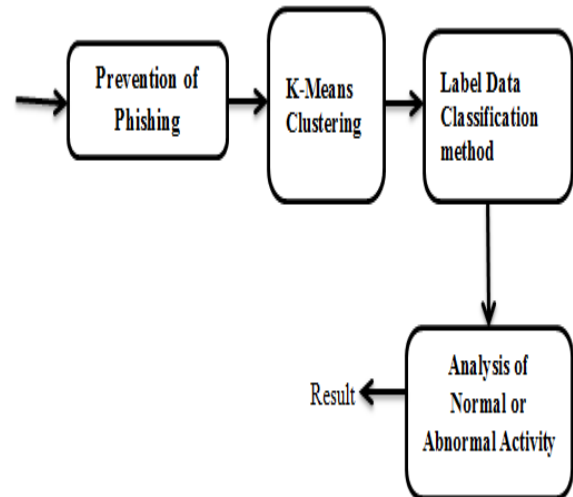 Prevention of
Phishing
K-Means
Clustering
Label Data
Classification
method
Analysis of
Normal or
Abnormal Activity
Result